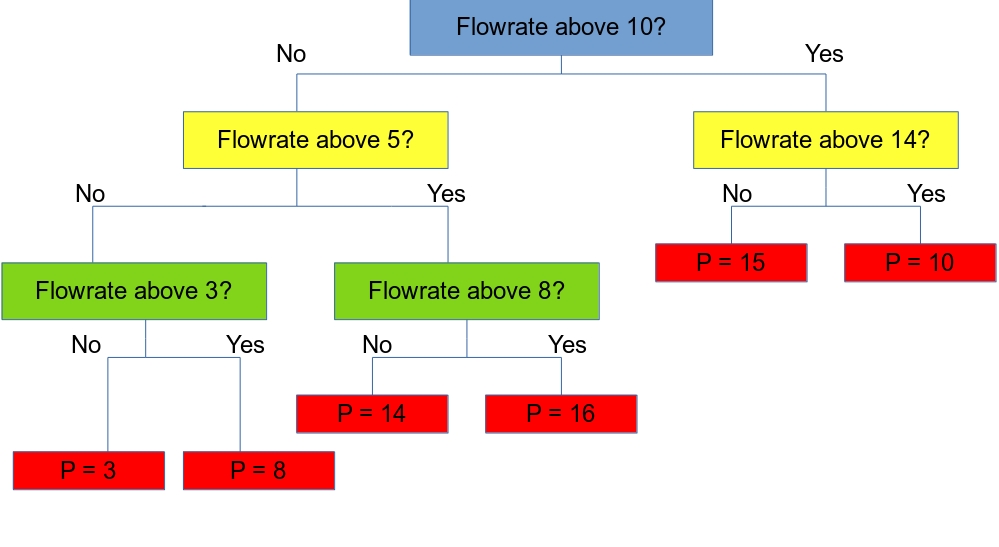 Flowrate above 10?
No
Yes
Flowrate above 5?
Flowrate above 14?
No
Yes
No
Yes
P = 15
P = 10
Flowrate above 3?
Flowrate above 8?
No
Yes
No
Yes
P = 14
P = 16
P = 3
P = 8